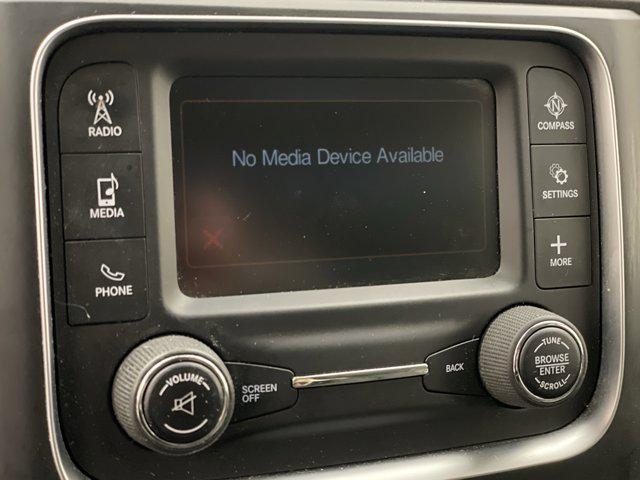 RADIO
MEDIA
PHONE
No Media Device Available
N
COMPASS
SETTINGS
MORE
VOLUME
SCREEN
OFF
BACK
TUNE
BROWSE
ENTER
SCROLL